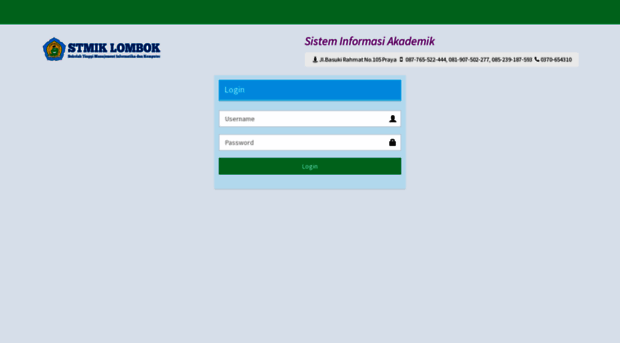 STMIK LOMBOK
Sekolah Tinggi Manajemen Informatika dan Komputer
Sistem Informasi Akademik
Jl.Basuki Rahmat No.105 Praya 087-765-522-444, 081-907-502-277, 085-239-187-593 0370-654310
Login
Username
Password
Login